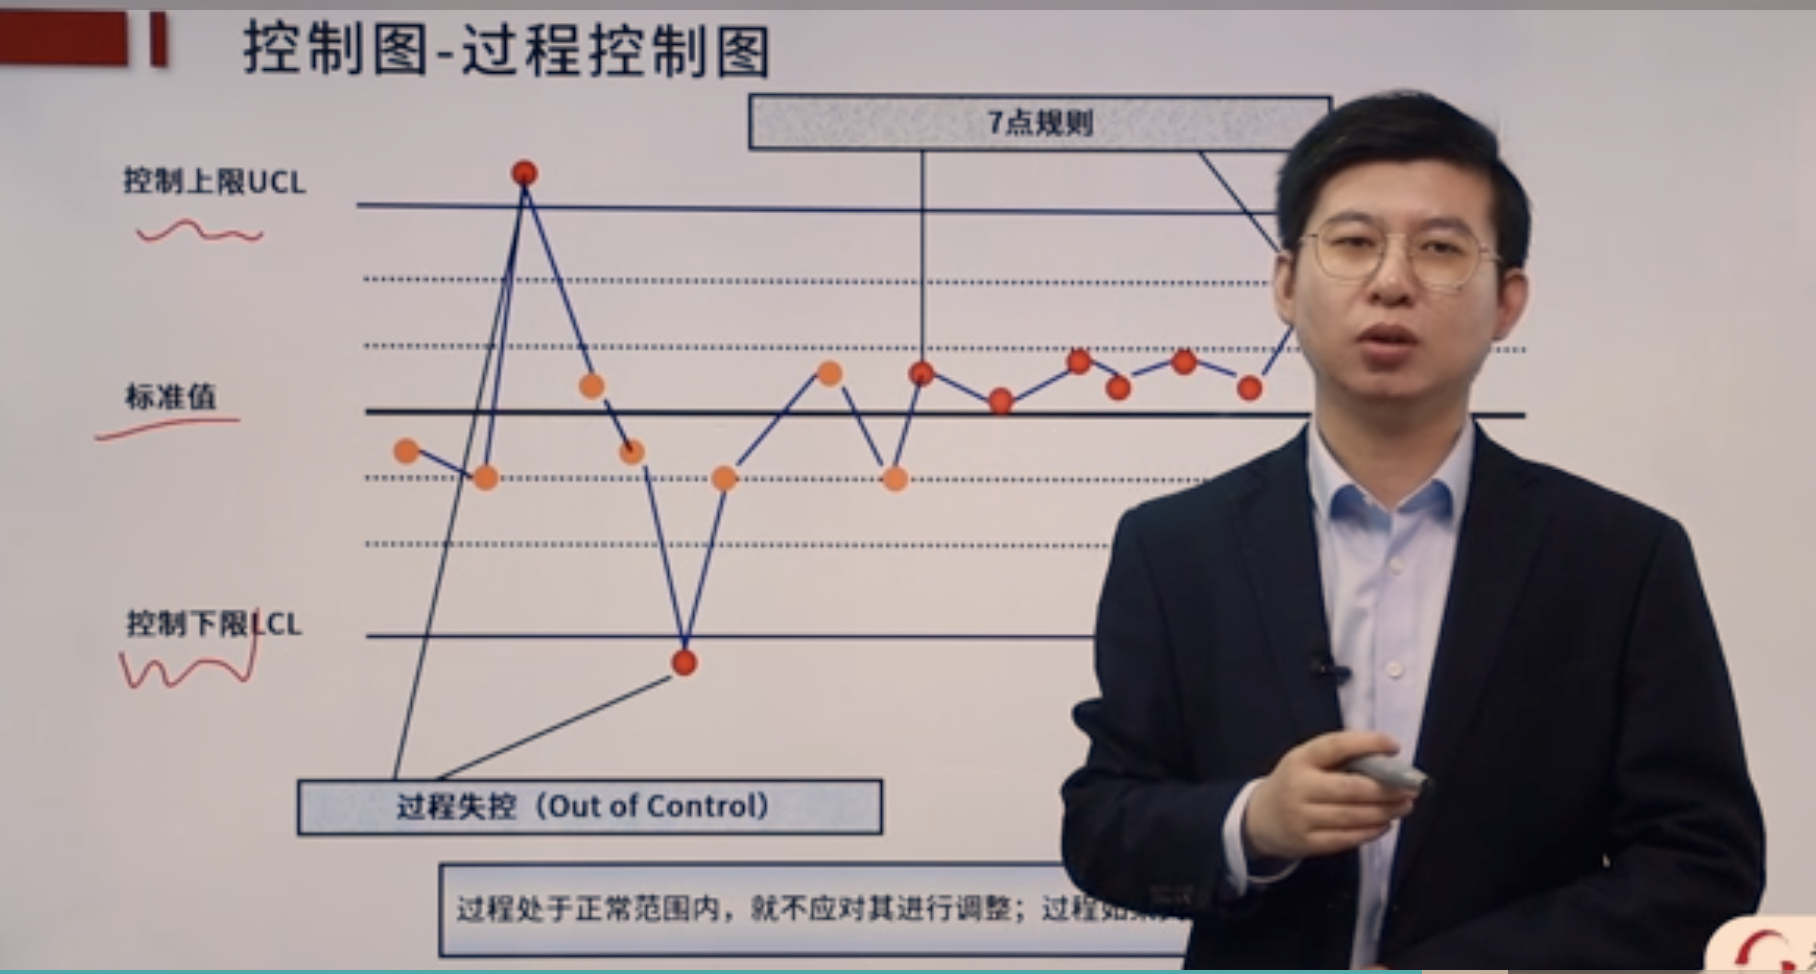 控制图-过程控制图
7点规则
控制上限UCL
标准值
控制下限LCL
过程失控（Out of Control）
过程处于正常范围内，就不应对其进行调整；过程如果